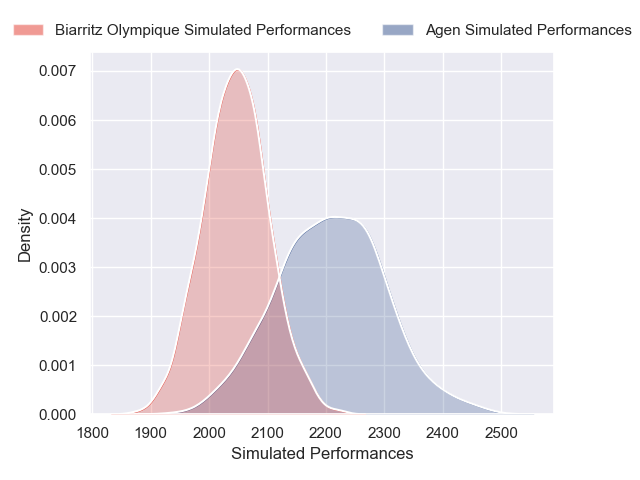 Biarritz Olympique Simulated Performances Agen Simulated Performances
0.007
0.006
0.005
0.004
0.003
0.002
0.001
0.000
Density
1800 1900 2000 2100 2200 2300 2400 2500
Simulated Performances